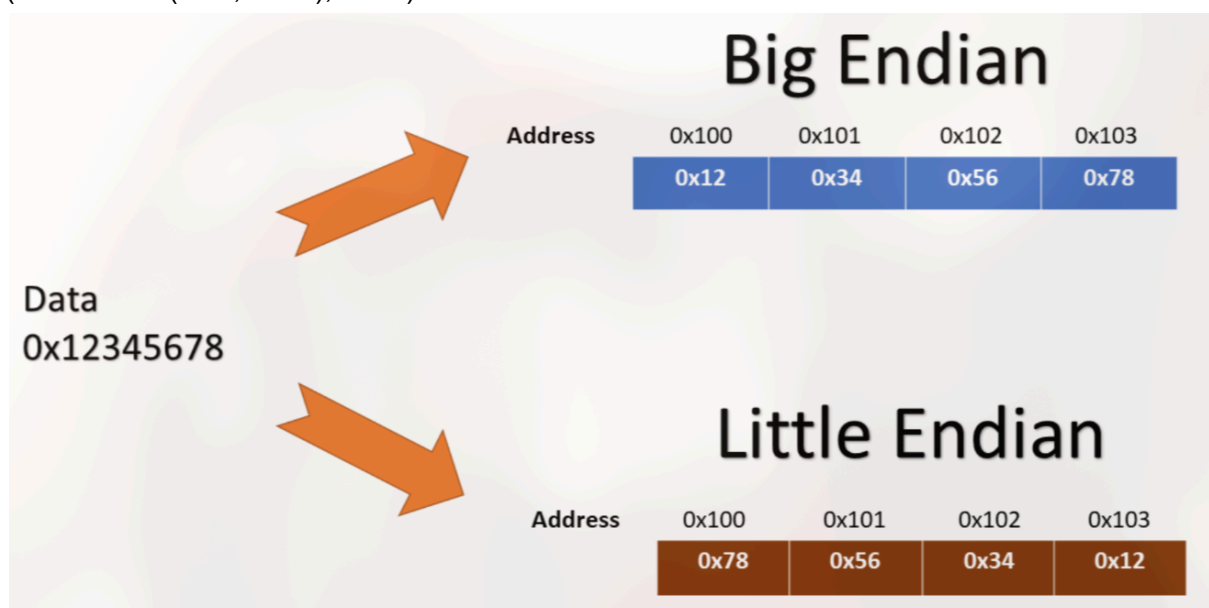 Big Endian
Address 0x100 0x101 0x102 0x103
0x12 0x34 0x56 0x78
Data
0x12345678
Little Endian
Address 0x100 0x101 0x102 0x103
0x78 0x56 0x34 0x12